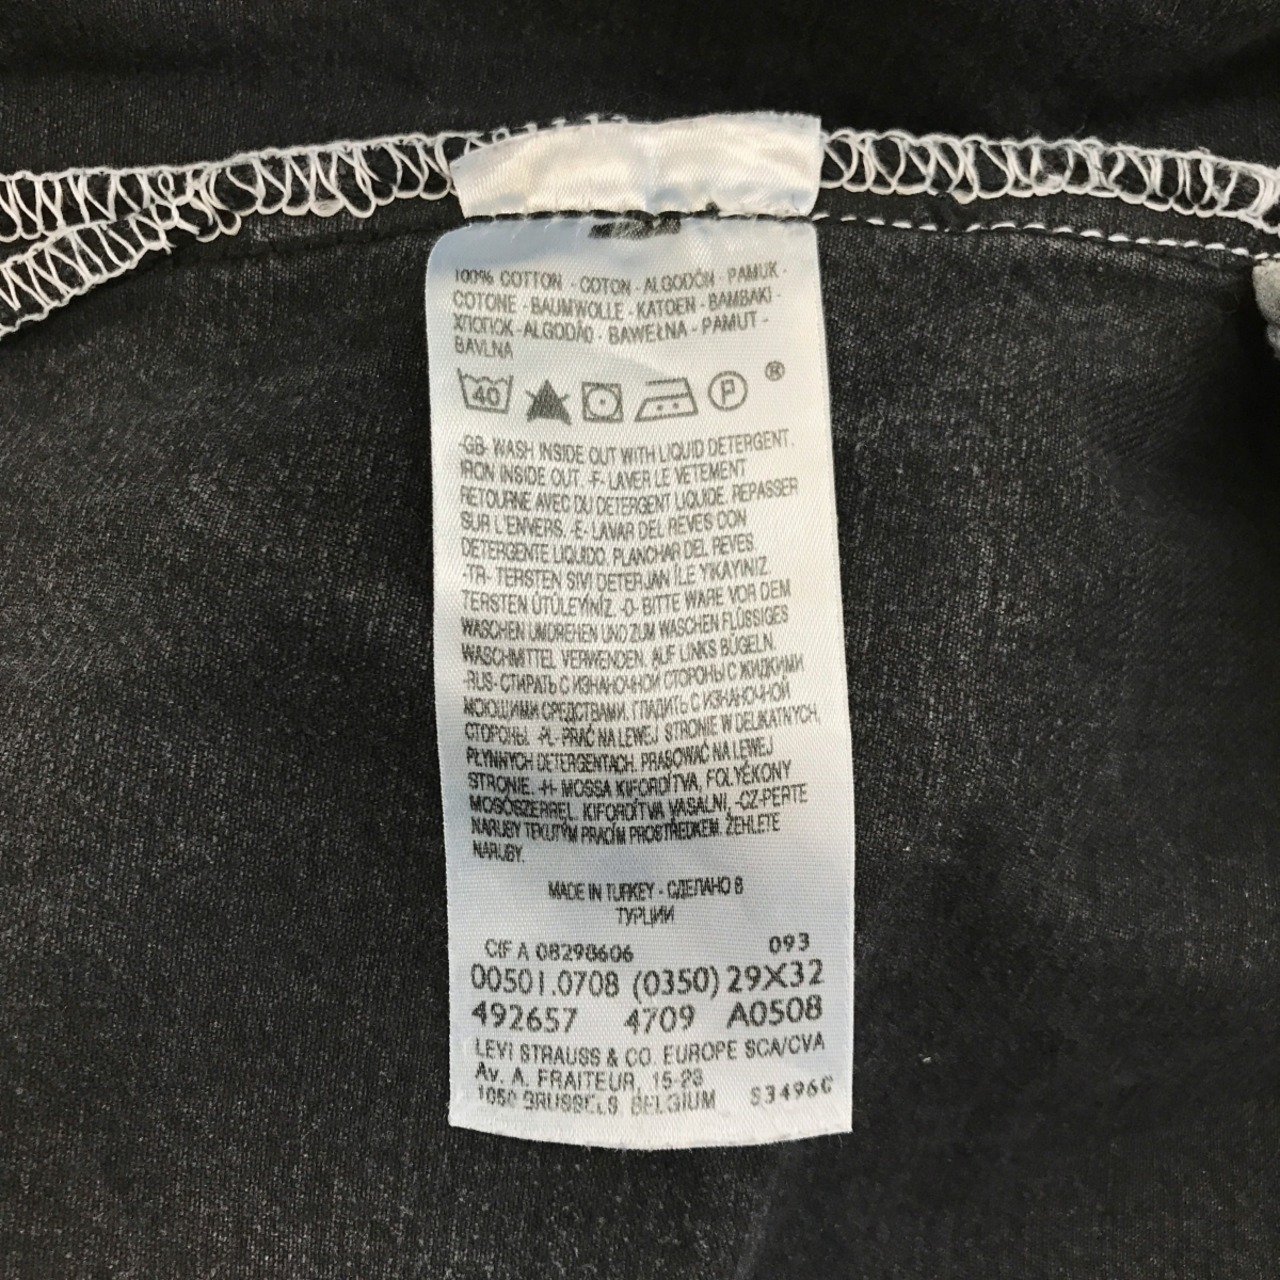 100% COTTON - COTON - ALGODÓN - PAMUK -
COTONE - BAUMWOLLE - KATOEN - BAMBAKI -
ХЛОПОК - ALGODÃO - BAWEŁNA - PAMUT -
BAVLNA
40 P ®
-GB- WASH INSIDE OUT WITH LIQUID DETERGENT.
IRON INSIDE OUT. -F- LAVER LE VETEMENT
RETOURNE AVEC DU DETERGENT LIQUIDE. REPASSER
SUR L'ENVERS. -E- LAVAR DEL REVES CON
DETERGENTE LIQUIDO. PLANCHAR DEL REVES.
-TR- TERSTEN SIVI DETERJAN İLE YIKAYINIZ.
TERSTEN ÜTÜLEYİNİZ. -D- BITTE WARE VOR DEM
WASCHEN UMDREHEN UND ZUM WASCHEN FLÜSSIGES
WASCHMITTEL VERWENDEN. AUF LINKS BÜGELN.
-RUS- СТИРАТЬ С ИЗНАНОЧНОЙ СТОРОНЫ С ЖИДКИМИ
МОЮЩИМИ СРЕДСТВАМИ. ГЛАДИТЬ С ИЗНАНОЧНОЙ
СТОРОНЫ. -PL- PRAĆ NA LEWEJ STRONIE W DELIKATNYCH,
PŁYNNYCH DETERGENTACH. PRASOWAĆ NA LEWEJ
STRONIE. -H- MOSSA KIFORDÍTVA, FOLYÉKONY
MOSÓSZERREL. KIFORDÍTVA VASALNI. -CZ- PERTE
NARUBY TEKUTÝM PRACÍM PROSTŘEDKEM. ŽEHLETE
NARUBY.
MADE IN TURKEY - СДЕЛАНО В
ТУРЦИИ
CIF A 08298606 093
00501.0708 (0350) 29X32
492657 4709 A0508
LEVI STRAUSS & CO. EUROPE SCA/CVA
Av. A. FRAITEUR, 15-23
1050 BRUSSELS BELGIUM S3496C